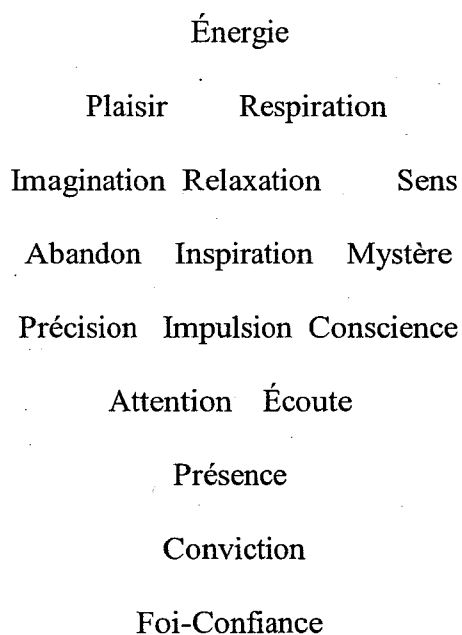 Énergie
Plaisir Respiration
Imagination Relaxation Sens
Abandon Inspiration Mystère
Précision Impulsion Conscience
Attention Écoute
Présence
Conviction
Foi-Confiance